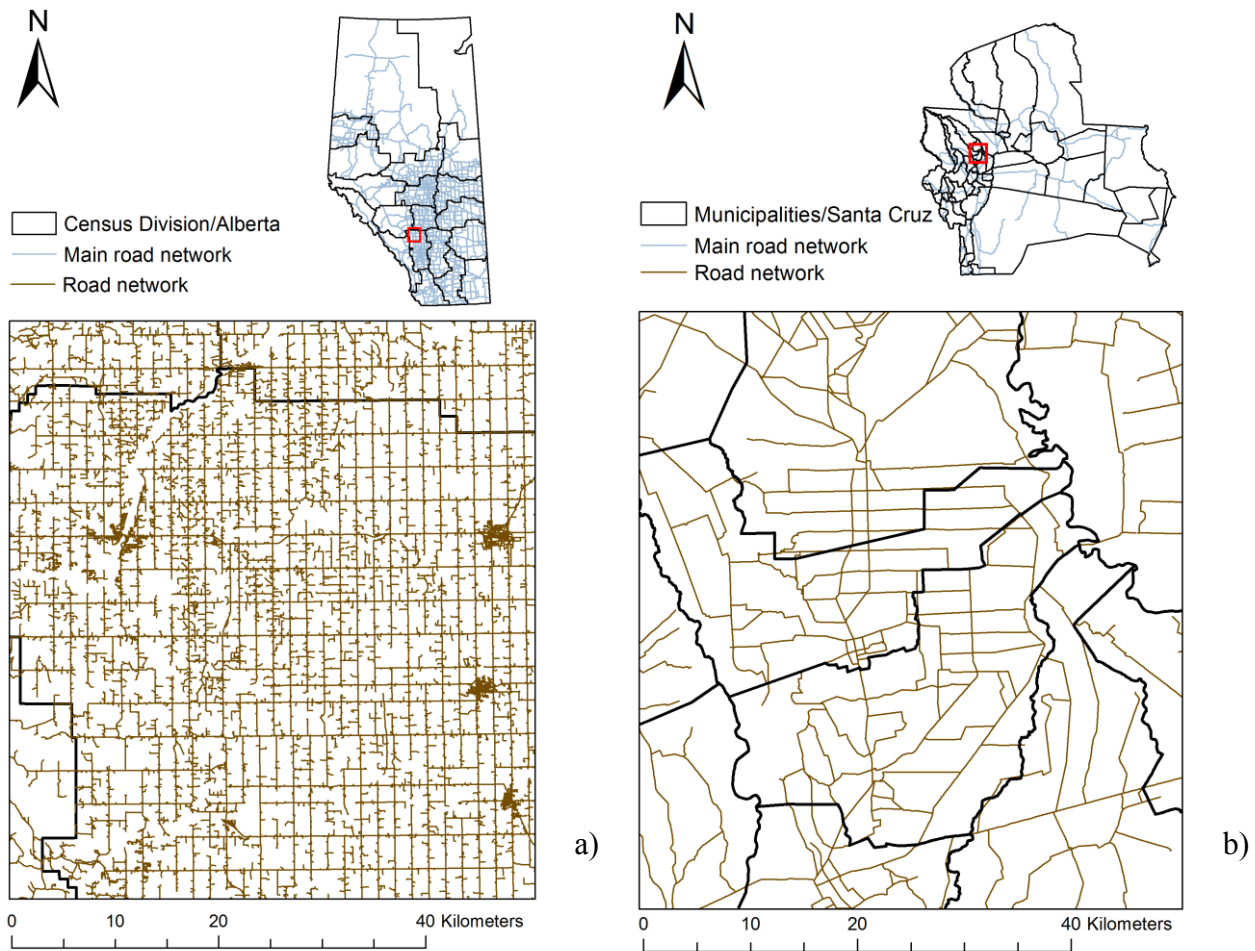 N
Census Division/Alberta
Main road network
Road network
a)
0 10 20 40 Kilometers
N
Municipalities/Santa Cruz
Main road network
Road network
b)
0 10 20 40 Kilometers